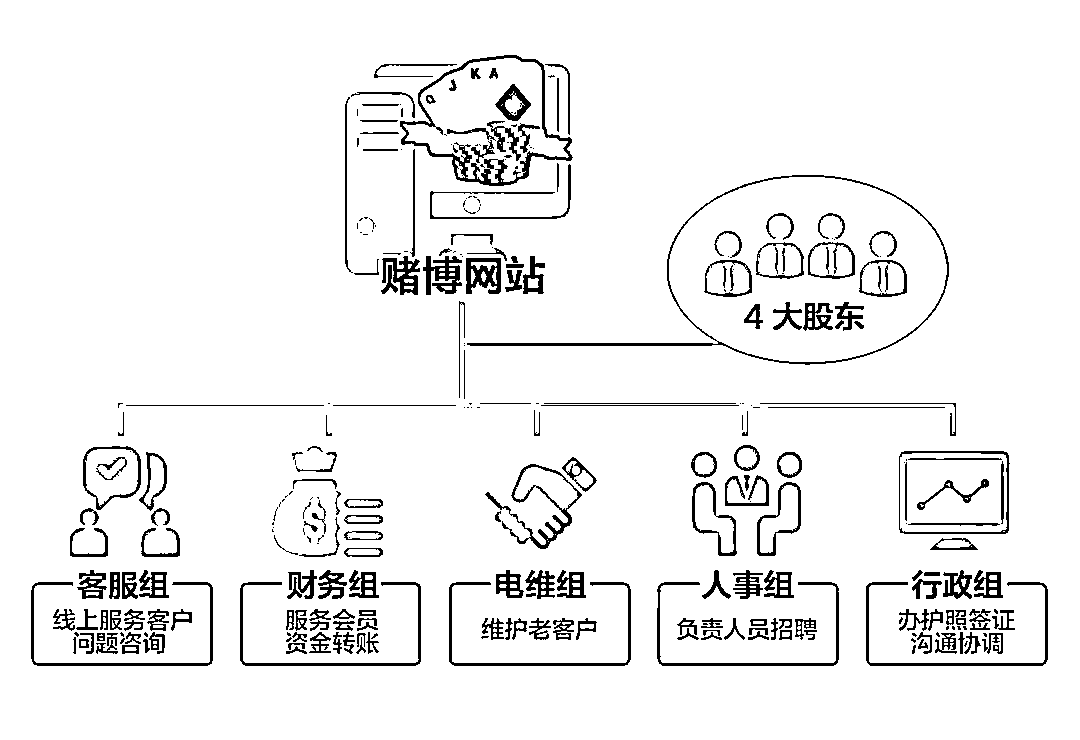 Q J K A
赌博网站
4 大股东
客服组
线上服务客户
问题咨询
财务组
服务会员
资金转账
电维组
维护老客户
人事组
负责人员招聘
行政组
办护照签证
沟通协调